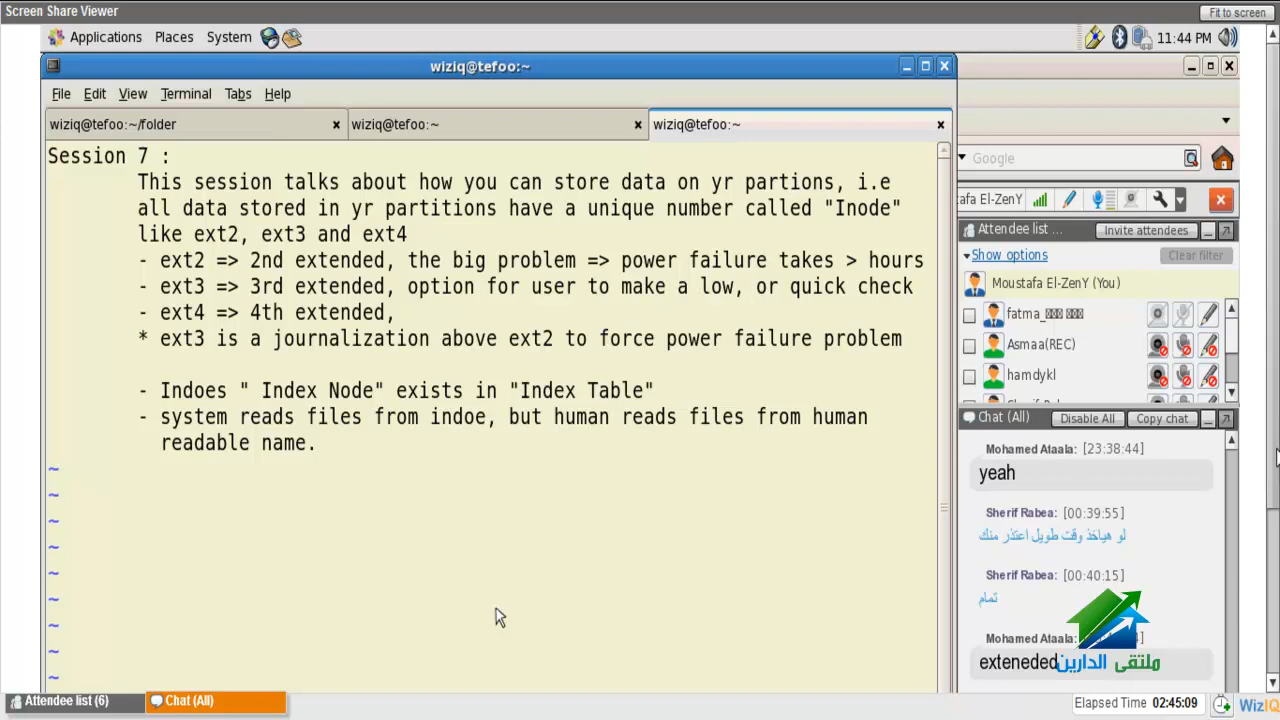 Screen Share Viewer
Fit to screen
Applications Places System
11:44 PM
wiziq@tefoo:~
File Edit View Terminal Tabs Help
wiziq@tefoo:~/folder
wiziq@tefoo:~
wiziq@tefoo:~
Session 7 :
This session talks about how you can store data on yr partions, i.e
all data stored in yr partitions have a unique number called "Inode"
like ext2, ext3 and ext4
- ext2 => 2nd extended, the big problem => power failure takes > hours
- ext3 => 3rd extended, option for user to make a low, or quick check
- ext4 => 4th extended,
* ext3 is a journalization above ext2 to force power failure problem
- Indoes " Index Node" exists in "Index Table"
- system reads files from indoe, but human reads files from human
readable name.
~
~
~
~
~
~
~
~
~
Google
afa El-ZenY
Attendee list ...
Invite attendees
Show options
Clear filter
Moustafa El-ZenY (You)
fatma_
Asmaa(REC)
hamdykl
Chat (All)
Disable All
Copy chat
Mohamed Ataala: [23:38:44]
yeah
Sherif Rabea: [00:39:55]
لو هياخذ وقت طويل اعتذر منك
Sherif Rabea: [00:40:15]
تمام
Mohamed Ataala:
exteneded
ملتقى الدارين
Attendee list (6)
Chat (All)
Elapsed Time 02:45:09
WizIQ